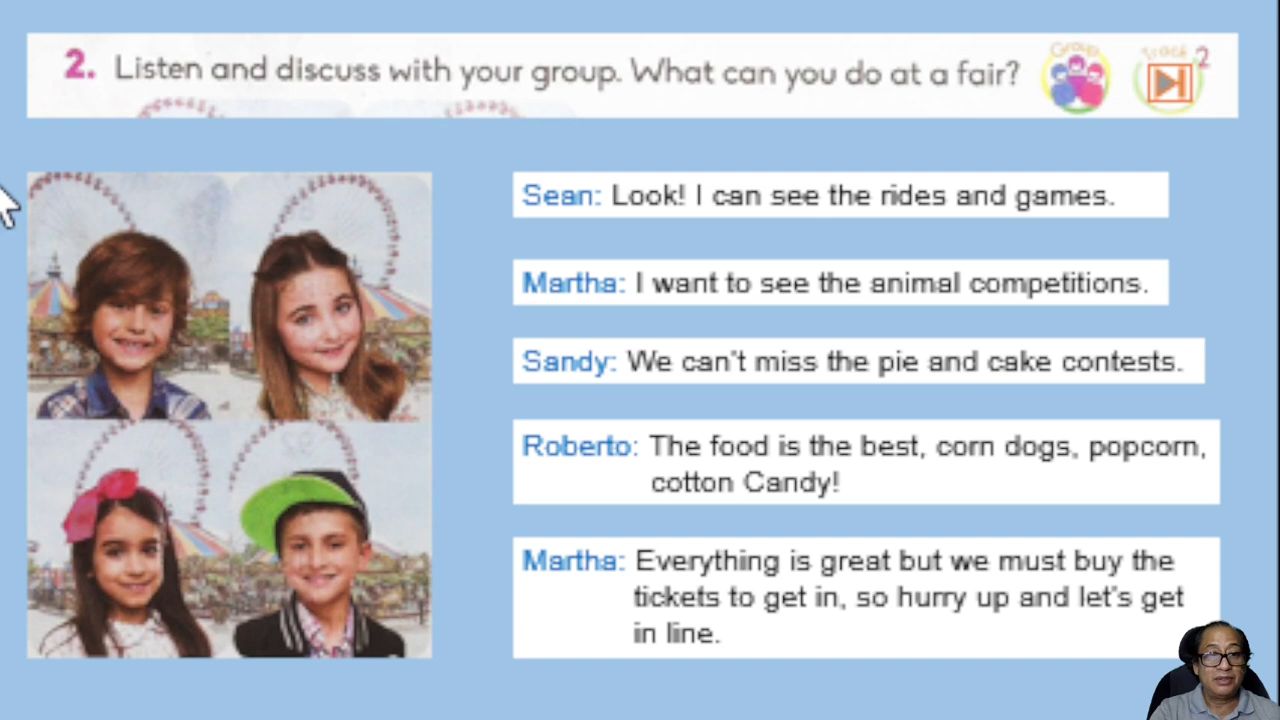 2. Listen and discuss with your group. What can you do at a fair?
Group
Track 2
Sean: Look! I can see the rides and games.
Martha: I want to see the animal competitions.
Sandy: We can't miss the pie and cake contests.
Roberto: The food is the best, corn dogs, popcorn,
cotton Candy!
Martha: Everything is great but we must buy the
tickets to get in, so hurry up and let's get
in line.